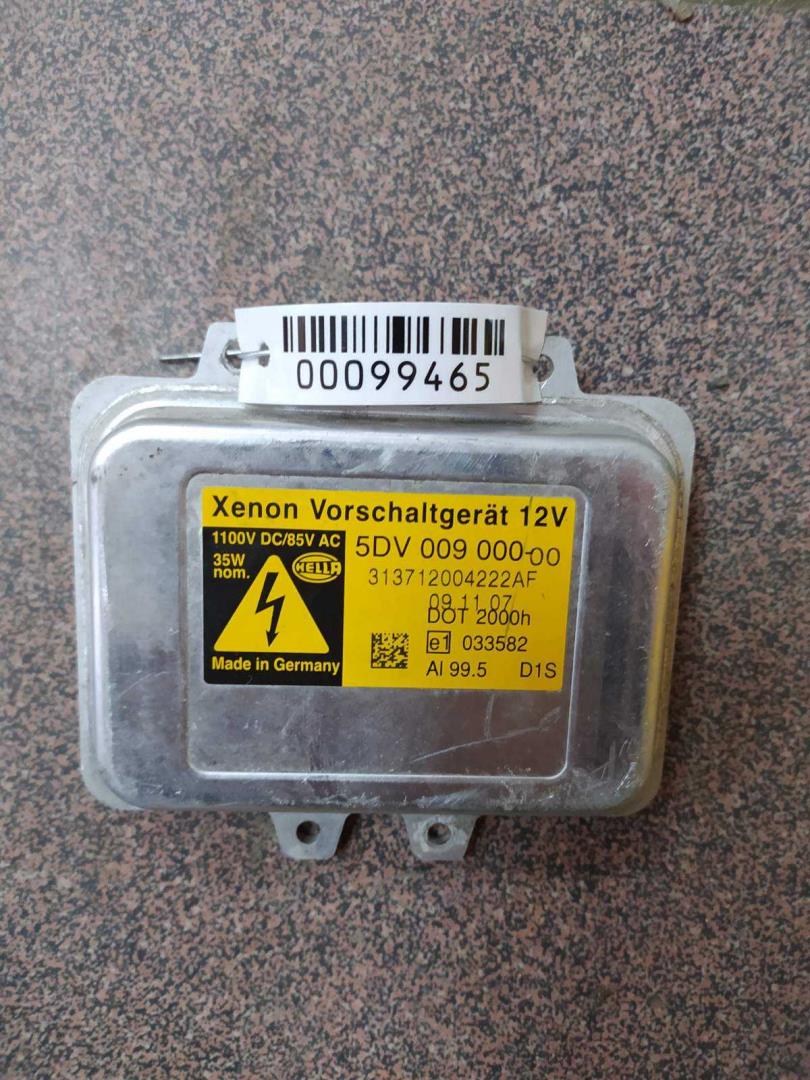 00099465
Xenon Vorschaltgerät 12V
1100V DC/85V AC
35W
nom.
HELLA
Made in Germany
5DV 009 000-00
313712004222AF
09.11.07
DOT 2000h
e1 033582
Al 99.5 D1S